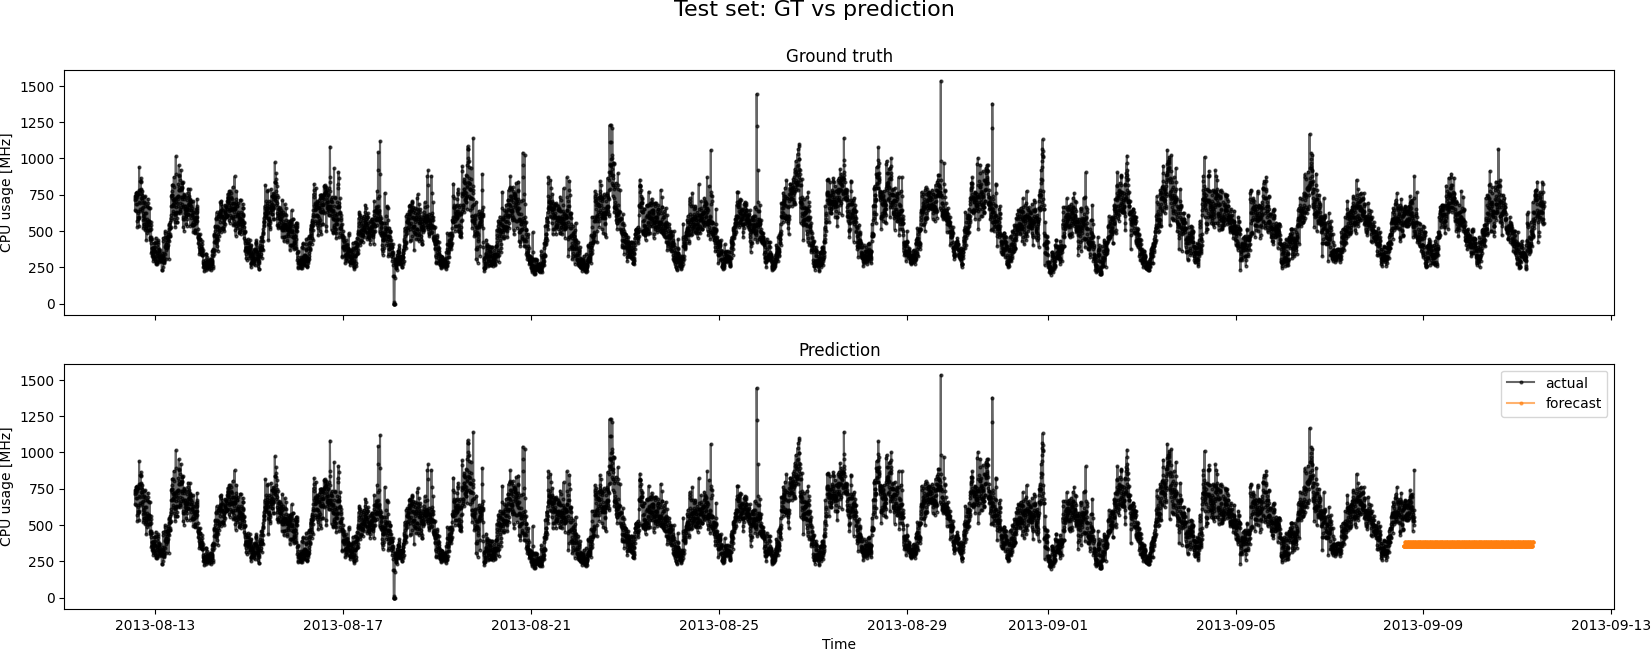 Test set: GT vs prediction
Ground truth
CPU usage [MHz]
1500
1250
1000
750
500
250
0
Prediction
CPU usage [MHz]
1500
1250
1000
750
500
250
0
actual
forecast
2013-08-13 2013-08-17 2013-08-21 2013-08-25 2013-08-29 2013-09-01 2013-09-05 2013-09-09 2013-09-13
Time